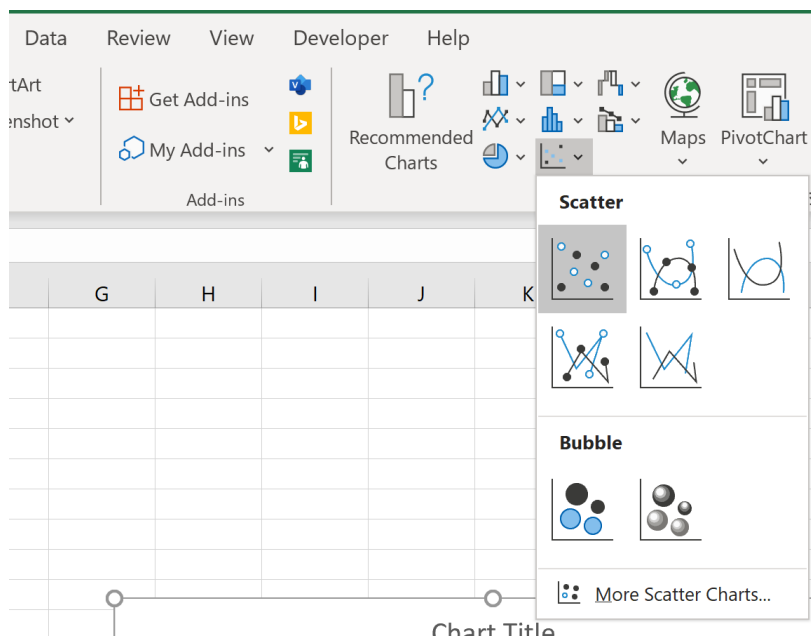 Data Review View Developer Help
tArt
enshot
Get Add-ins
My Add-ins
Add-ins
Recommended
Charts
Maps
PivotChart
Scatter
G H I J K
Bubble
More Scatter Charts...
Chart Title